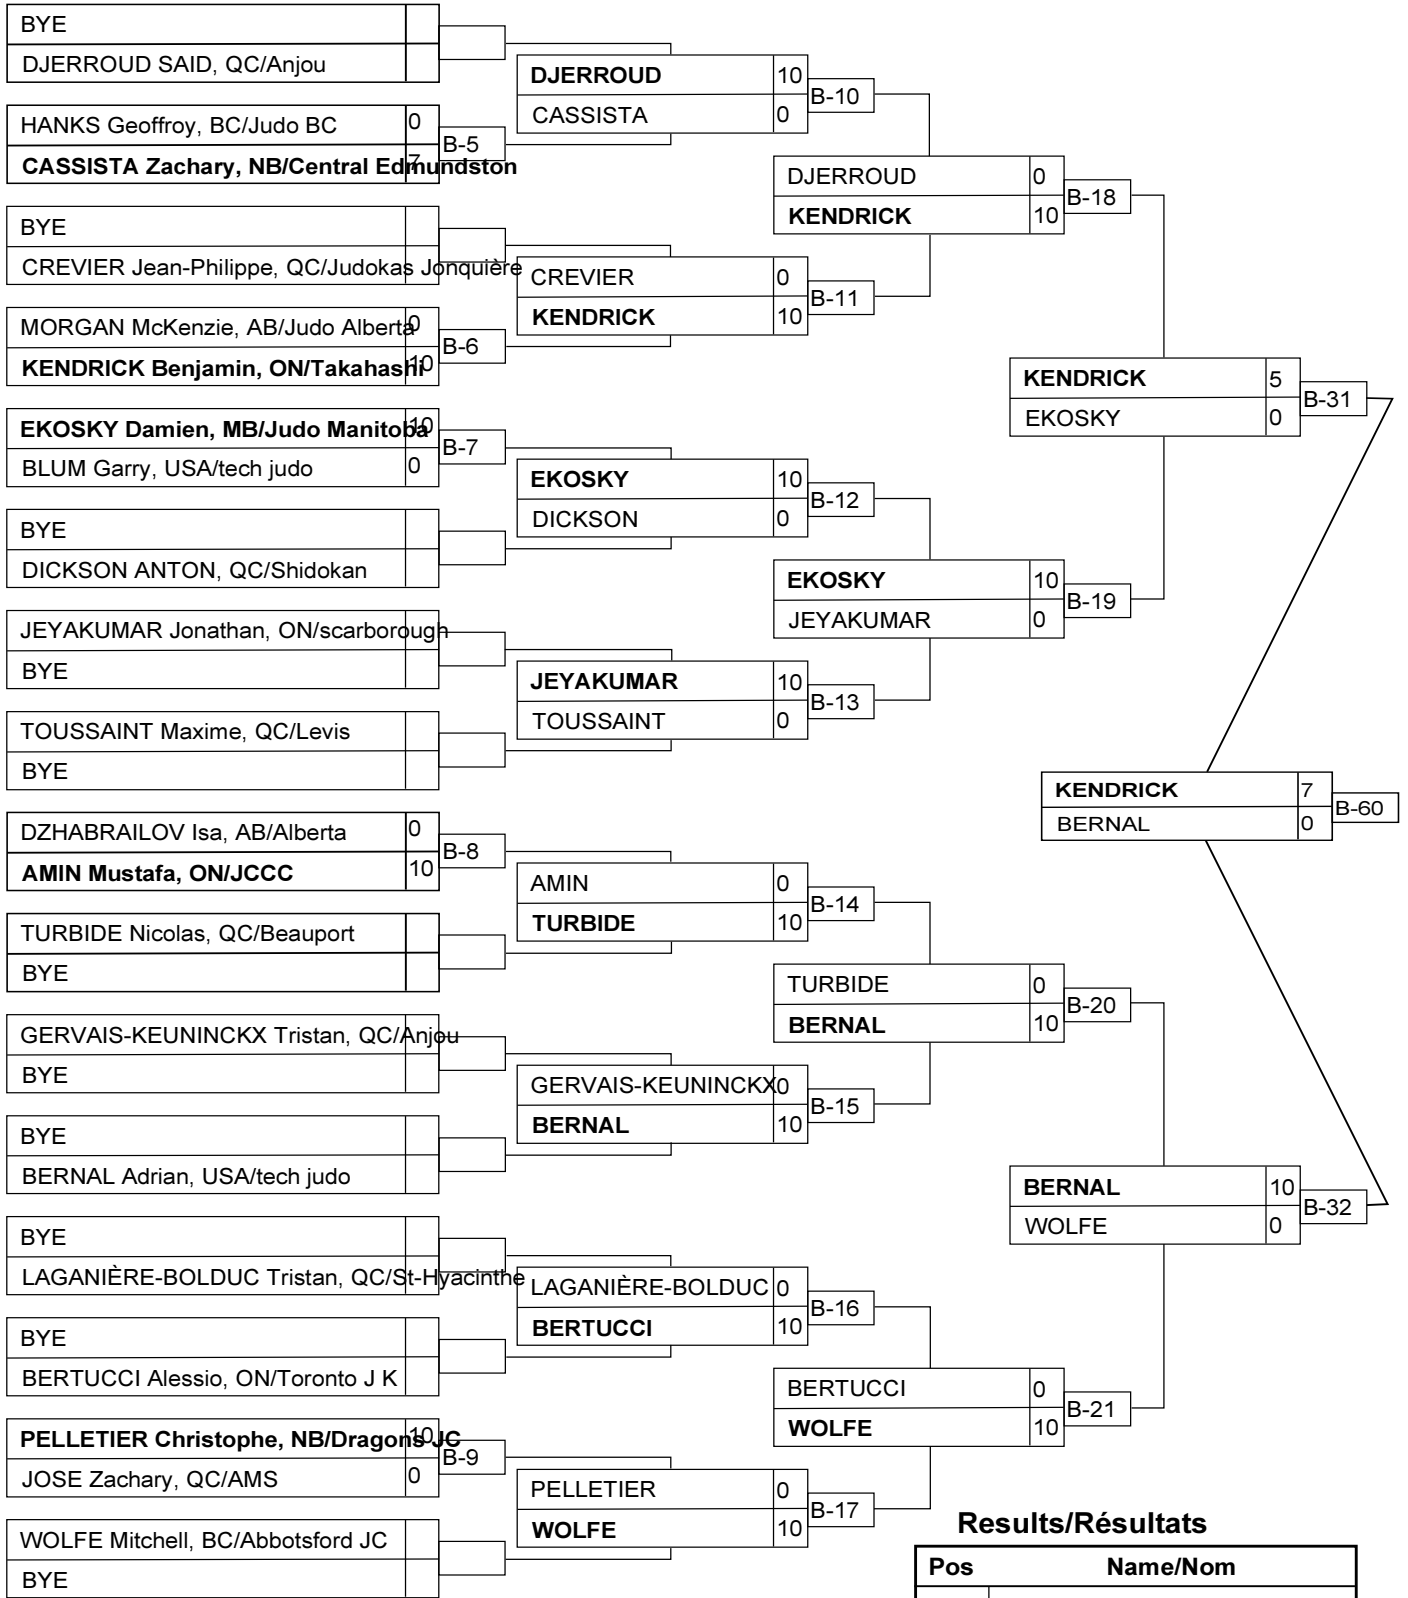 BYE
DJERROUD SAID, QC/Anjou
HANKS Geoffroy, BC/Judo BC 0
CASSISTA Zachary, NB/Central Edmundston 7
B-5
BYE
CREVIER Jean-Philippe, QC/Judokas Jonquière
MORGAN McKenzie, AB/Judo Alberta 0
KENDRICK Benjamin, ON/Takahashi 10
B-6
EKOSKY Damien, MB/Judo Manitoba 10
BLUM Garry, USA/tech judo 0
B-7
BYE
DICKSON ANTON, QC/Shidokan
JEYAKUMAR Jonathan, ON/scarborough
BYE
TOUSSAINT Maxime, QC/Levis
BYE
DZHABRAILOV Isa, AB/Alberta 0
AMIN Mustafa, ON/JCCC 10
B-8
TURBIDE Nicolas, QC/Beauport
BYE
GERVAIS-KEUNINCKX Tristan, QC/Anjou
BYE
BYE
BERNAL Adrian, USA/tech judo
BYE
LAGANIÈRE-BOLDUC Tristan, QC/St-Hyacinthe
BYE
BERTUCCI Alessio, ON/Toronto J K
PELLETIER Christophe, NB/Dragons JC 10
JOSE Zachary, QC/AMS 0
B-9
WOLFE Mitchell, BC/Abbotsford JC
BYE
DJERROUD 10
CASSISTA 0
B-10
CREVIER 0
KENDRICK 10
B-11
EKOSKY 10
DICKSON 0
B-12
JEYAKUMAR 10
TOUSSAINT 0
B-13
AMIN 0
TURBIDE 10
B-14
GERVAIS-KEUNINCKX 0
BERNAL 10
B-15
LAGANIÈRE-BOLDUC 0
BERTUCCI 10
B-16
PELLETIER 0
WOLFE 10
B-17
DJERROUD 0
KENDRICK 10
B-18
EKOSKY 10
JEYAKUMAR 0
B-19
TURBIDE 0
BERNAL 10
B-20
BERTUCCI 0
WOLFE 10
B-21
KENDRICK 5
EKOSKY 0
B-31
BERNAL 10
WOLFE 0
B-32
KENDRICK 7
BERNAL 0
B-60
Results/Résultats
Pos Name/Nom